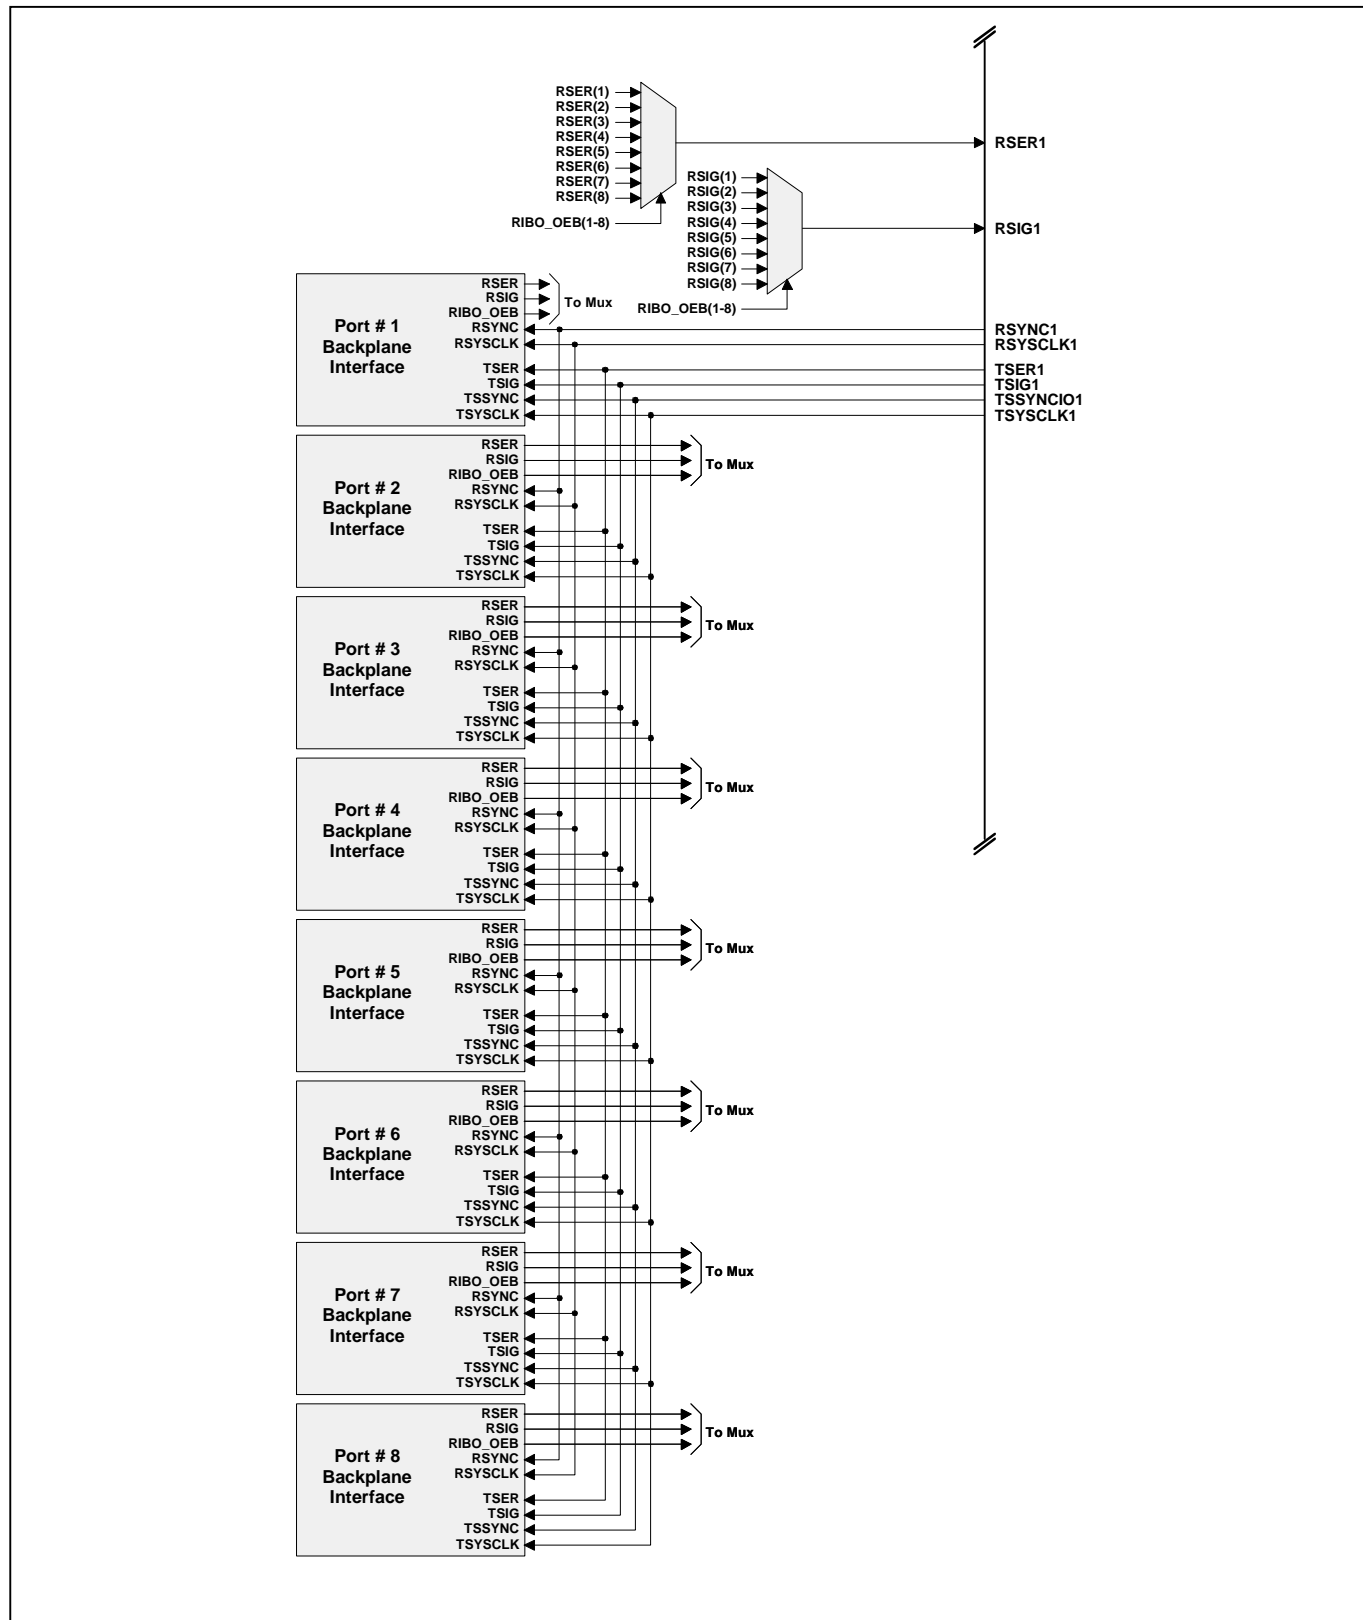 RSER(1)
RSER(2)
RSER(3)
RSER(4)
RSER(5)
RSER(6)
RSER(7)
RSER(8)
RIBO_OEB(1-8)
RSER1
RSIG(1)
RSIG(2)
RSIG(3)
RSIG(4)
RSIG(5)
RSIG(6)
RSIG(7)
RSIG(8)
RIBO_OEB(1-8)
RSIG1
RSYNC1
RSYSCLK1
TSER1
TSIG1
TSSYNCIO1
TSYSCLK1
Port # 1
Backplane
Interface
RSER
RSIG
RIBO_OEB
RSYNC
RSYSCLK
TSER
TSIG
TSSYNC
TSYSCLK
To Mux
Port # 2
Backplane
Interface
RSER
RSIG
RIBO_OEB
RSYNC
RSYSCLK
TSER
TSIG
TSSYNC
TSYSCLK
To Mux
Port # 3
Backplane
Interface
RSER
RSIG
RIBO_OEB
RSYNC
RSYSCLK
TSER
TSIG
TSSYNC
TSYSCLK
To Mux
Port # 4
Backplane
Interface
RSER
RSIG
RIBO_OEB
RSYNC
RSYSCLK
TSER
TSIG
TSSYNC
TSYSCLK
To Mux
Port # 5
Backplane
Interface
RSER
RSIG
RIBO_OEB
RSYNC
RSYSCLK
TSER
TSIG
TSSYNC
TSYSCLK
To Mux
Port # 6
Backplane
Interface
RSER
RSIG
RIBO_OEB
RSYNC
RSYSCLK
TSER
TSIG
TSSYNC
TSYSCLK
To Mux
Port # 7
Backplane
Interface
RSER
RSIG
RIBO_OEB
RSYNC
RSYSCLK
TSER
TSIG
TSSYNC
TSYSCLK
To Mux
Port # 8
Backplane
Interface
RSER
RSIG
RIBO_OEB
RSYNC
RSYSCLK
TSER
TSIG
TSSYNC
TSYSCLK
To Mux